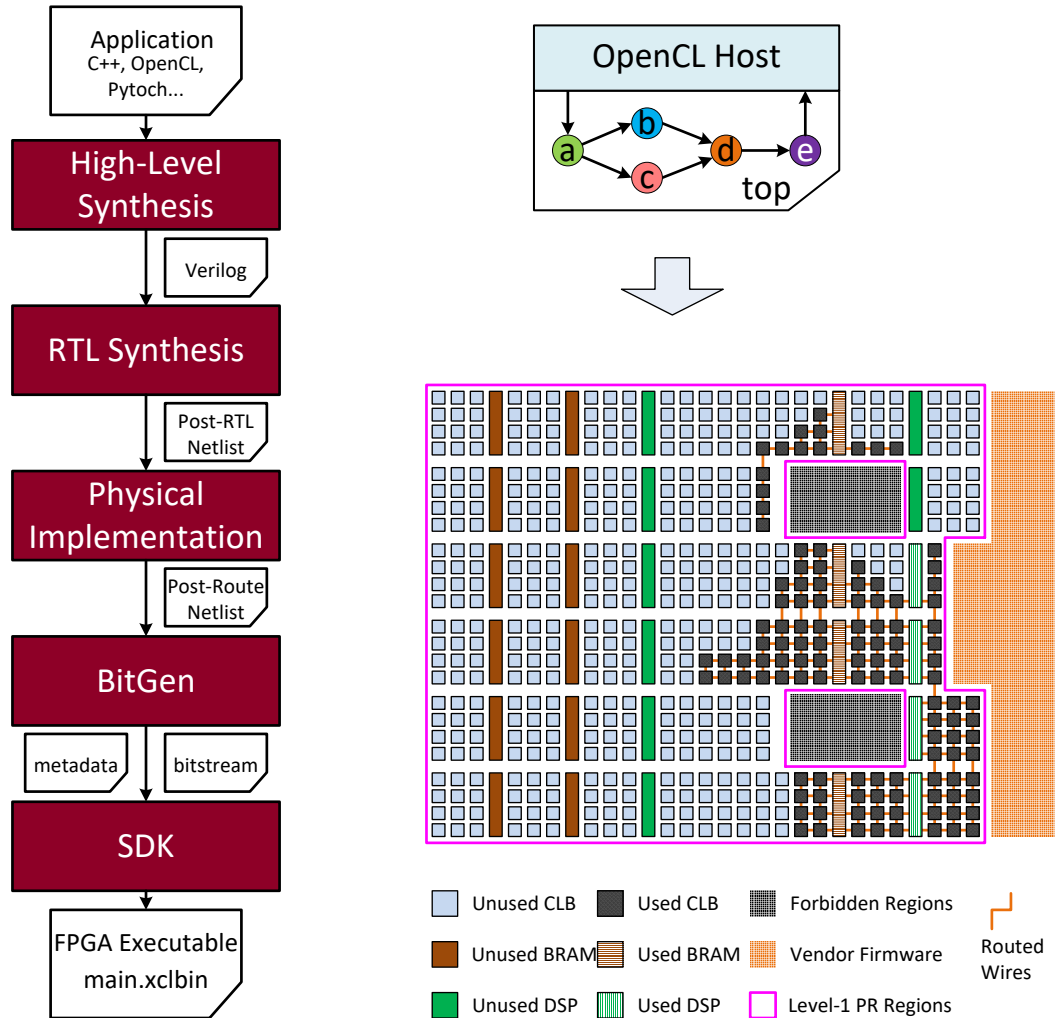 Application
C++, OpenCL,
Pytoch...
High-Level
Synthesis
Verilog
RTL Synthesis
Post-RTL
Netlist
Physical
Implementation
Post-Route
Netlist
BitGen
metadata
bitstream
SDK
FPGA Executable
main.xclbin
OpenCL Host
a
b
c
d
e
top
Unused CLB
Used CLB
Forbidden Regions
Unused BRAM
Used BRAM
Vendor Firmware
Unused DSP
Used DSP
Level-1 PR Regions
Routed
Wires